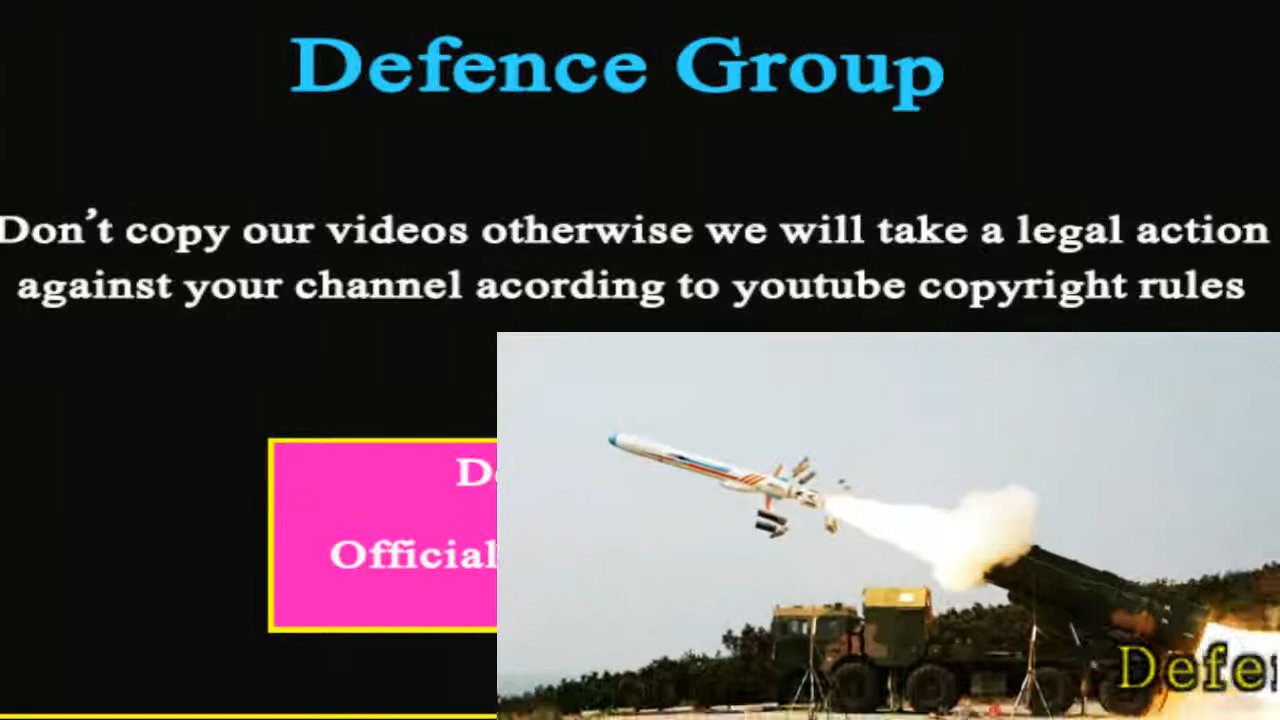 Defence Group
Don't copy our videos otherwise we will take a legal action
against your channel acording to youtube copyright rules
Official